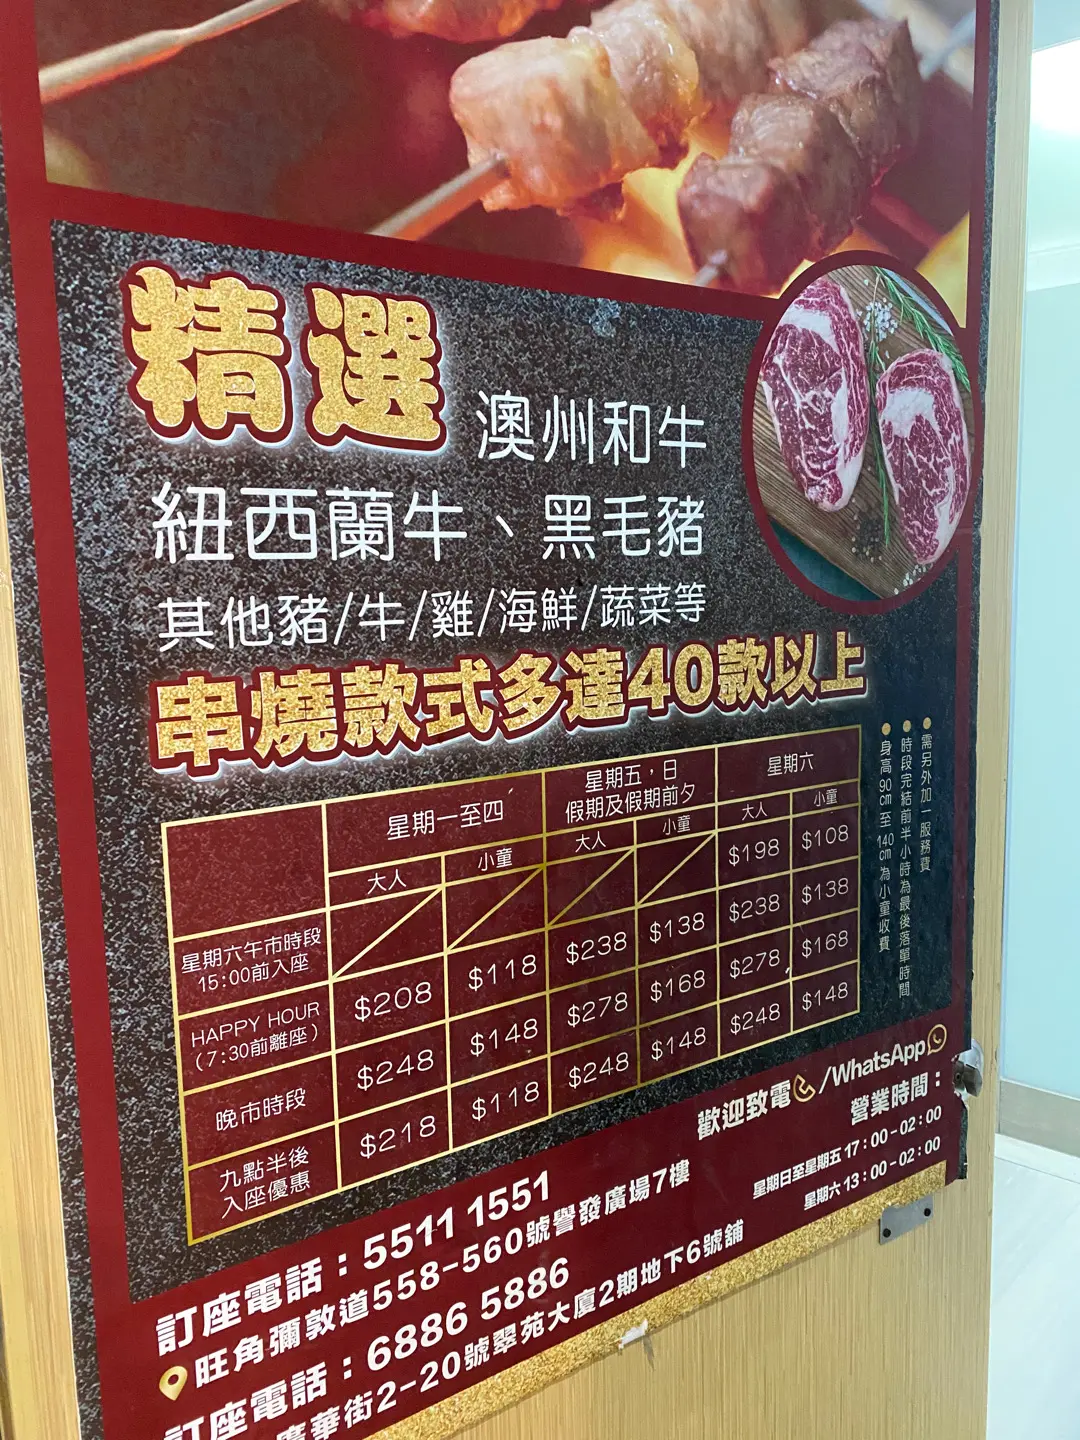 精選 澳州和牛
紐西蘭牛、黑毛豬
其他豬/牛/雞/海鮮/蔬菜等
串燒款式多達40款以上
星期一至四 星期五,日 假期及假期前夕 星期六
大人 小童 大人 小童 大人 小童
星期六午市時段 15:00前入座 $198 $108
HAPPY HOUR (7:30前離座) $208 $118 $238 $138 $238 $138
晚市時段 $248 $148 $278 $168 $278 $168
九點半後 入座優惠 $218 $118 $248 $148 $248 $148
需另外加一服務費
時段完結前半小時為最後落單時間
身高90cm至140cm為小童收費
歡迎致電 /WhatsApp
營業時間:
星期日至星期五 17:00-02:00
星期六 13:00-02:00
訂座電話:5511 1551
旺角彌敦道558-560號譽發廣場7樓
訂座電話:6886 5886
廣華街2-20號翠苑大廈2期地下6號舖